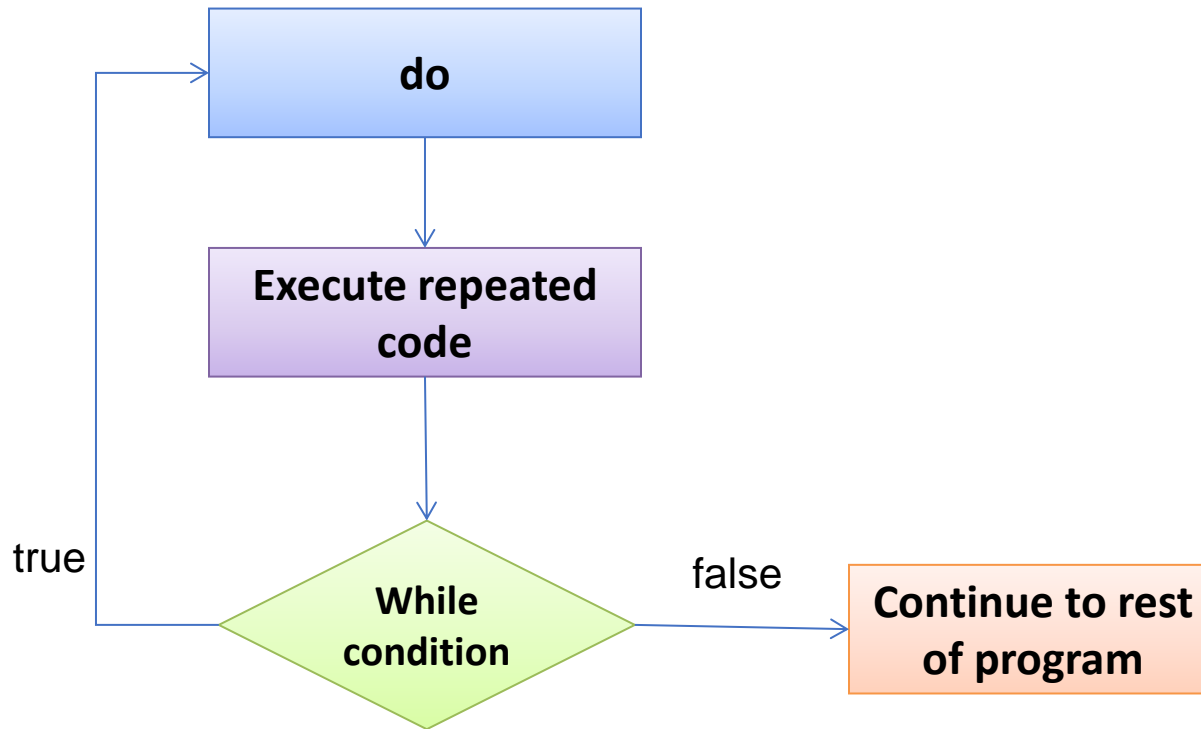 do
Execute repeated
code
true
While
condition
false
Continue to rest
of program